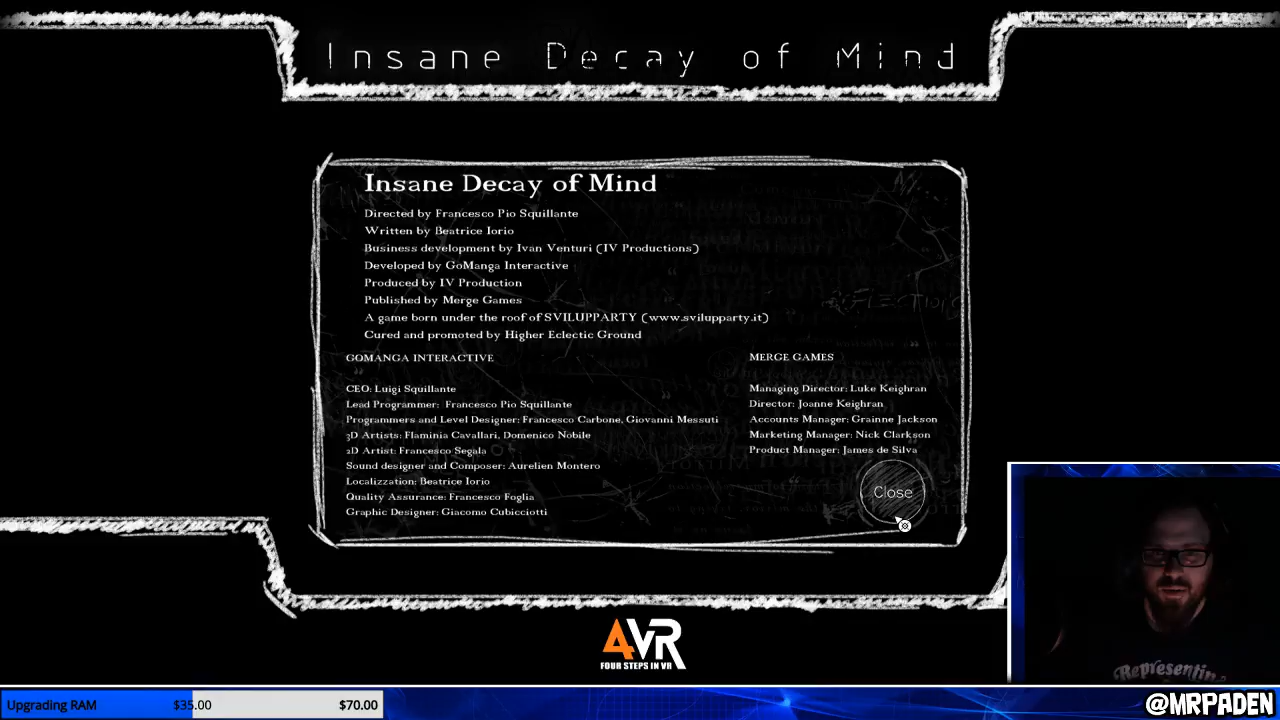 Insane Decay of Mind
Insane Decay of Mind
Directed by Francesco Pio Squillante
Written by Beatrice Iorio
Business development by Ivan Venturi (IV Productions)
Developed by GoManga Interactive
Produced by IV Production
Published by Merge Games
A game born under the roof of SVILUPPARTY (www.svilupparty.it)
Cured and promoted by Higher Eclectic Ground
GOMANGA INTERACTIVE
CEO: Luigi Squillante
Lead Programmer: Francesco Pio Squillante
Programmers and Level Designer: Francesco Carbone, Giovanni Messuti
3D Artists: Flaminia Cavallari, Domenico Nobile
2D Artist: Francesco Segala
Sound designer and Composer: Aurelien Montero
Localizzation: Beatrice Iorio
Quality Assurance: Francesco Foglia
Graphic Designer: Giacomo Cubicciotti
MERGE GAMES
Managing Director: Luke Keighran
Director: Joanne Keighran
Accounts Manager: Grainne Jackson
Marketing Manager: Nick Clarkson
Product Manager: James de Silva
Close
4VR
FOUR STEPS IN VR
Representin
Upgrading RAM $35.00 $70.00
@MRPADEN